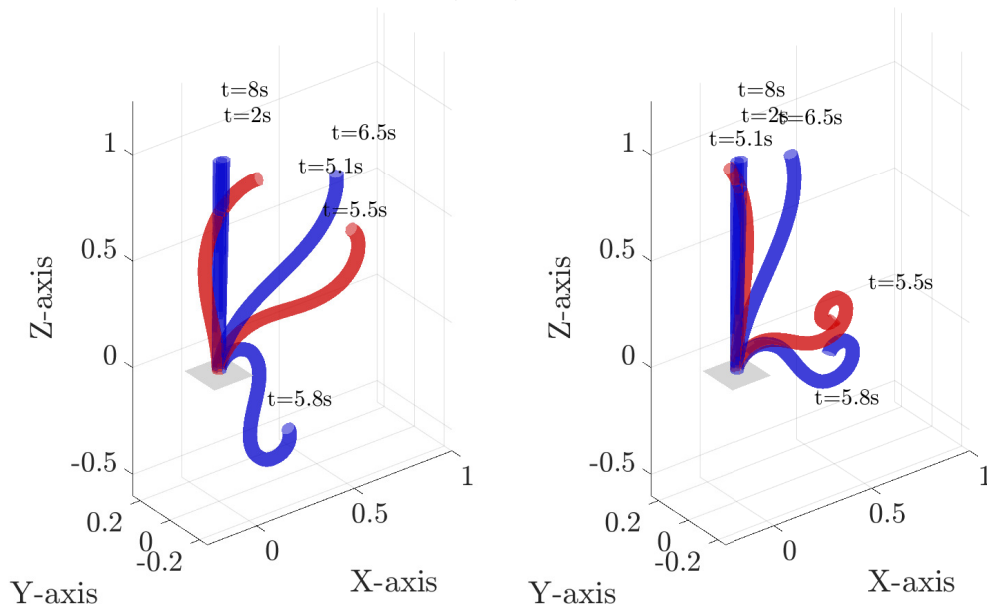 t=8s
t=2s
t=6.5s
t=5.1s
t=5.5s
t=5.8s
1
0.5
0
-0.5
Z-axis
0.2
0
-0.2
Y-axis
0
0.5
1
X-axis
t=8s
t=2s
t=6.5s
t=5.1s
t=5.5s
t=5.8s
1
0.5
0
-0.5
Z-axis
0.2
0
-0.2
Y-axis
0
0.5
1
X-axis